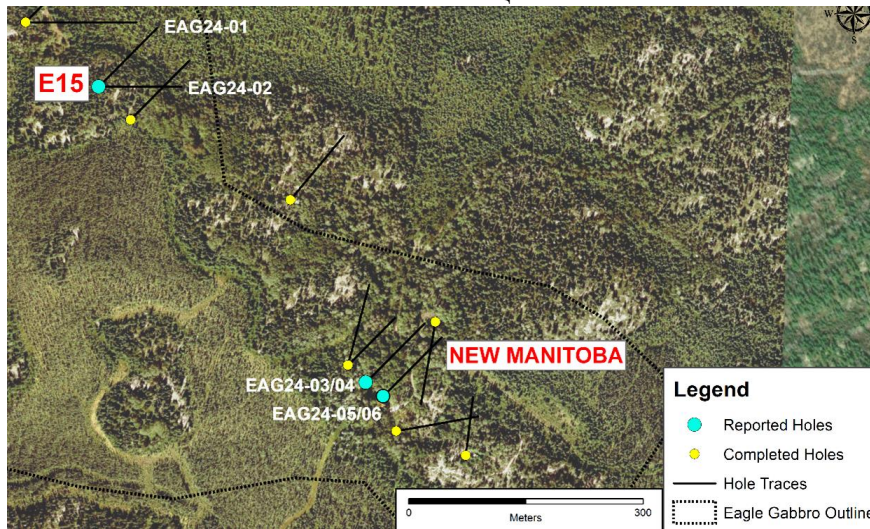 EAG24-01
E15
EAG24-02
W
S
NEW MANITOBA
EAG24-03/04
EAG24-05/06
Legend
Reported Holes
Completed Holes
Hole Traces
Eagle Gabbro Outline
0 300
Meters